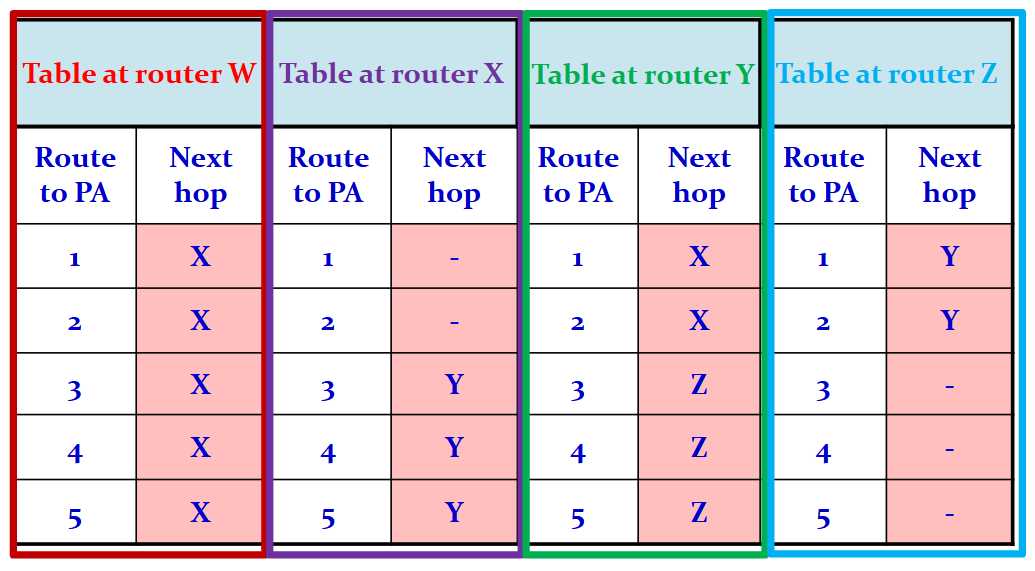 Table at router W Table at router X Table at router Y Table at router Z
Route to PA Next hop Route to PA Next hop Route to PA Next hop Route to PA Next hop
1 X 1 - 1 X 1 Y
2 X 2 - 2 X 2 Y
3 X 3 Y 3 Z 3 -
4 X 4 Y 4 Z 4 -
5 X 5 Y 5 Z 5 -